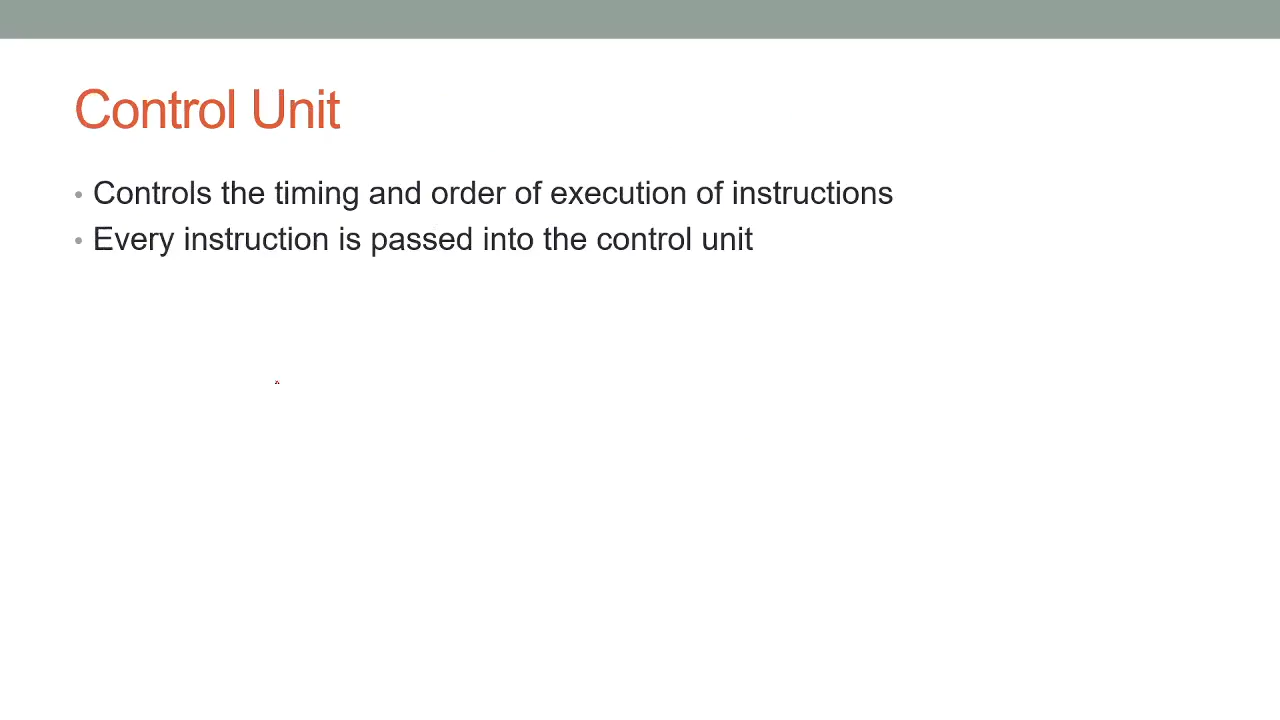 Control Unit
• Controls the timing and order of execution of instructions
• Every instruction is passed into the control unit